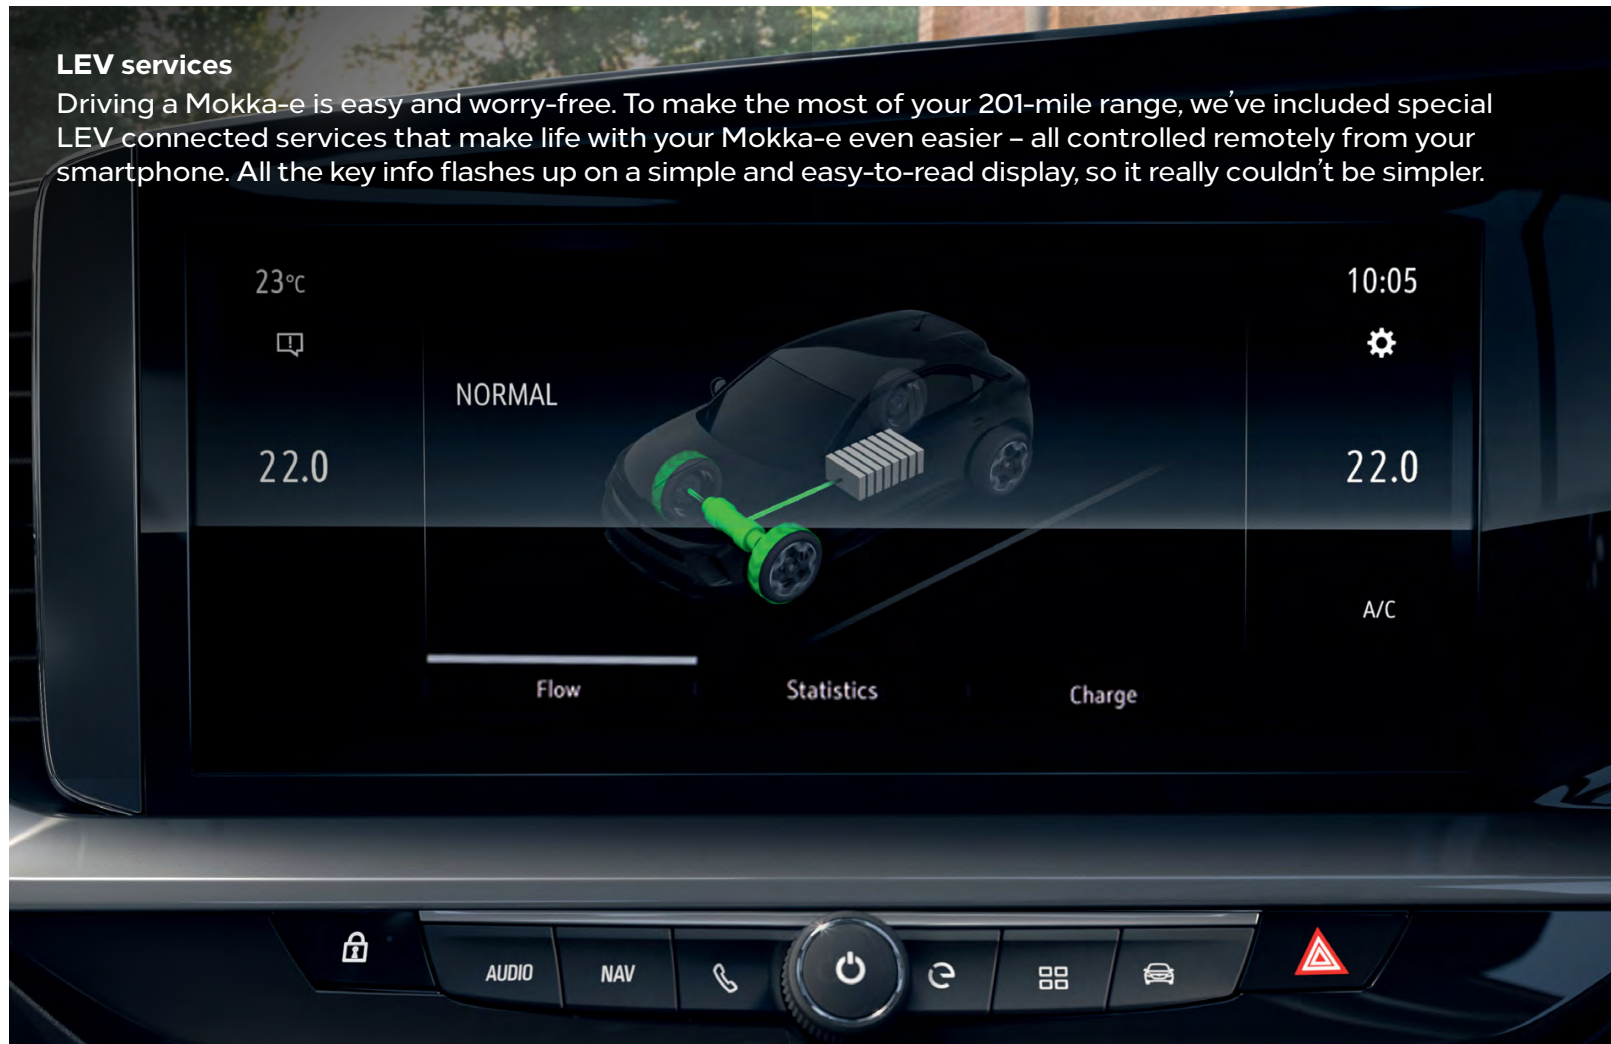 LEV services
Driving a Mokka-e is easy and worry-free. To make the most of your 201-mile range, we’ve included special
LEV connected services that make life with your Mokka-e even easier – all controlled remotely from your
smartphone. All the key info flashes up on a simple and easy-to-read display, so it really couldn’t be simpler.
23°C
10:05
NORMAL
22.0
22.0
A/C
Flow
Statistics
Charge
AUDIO
NAV